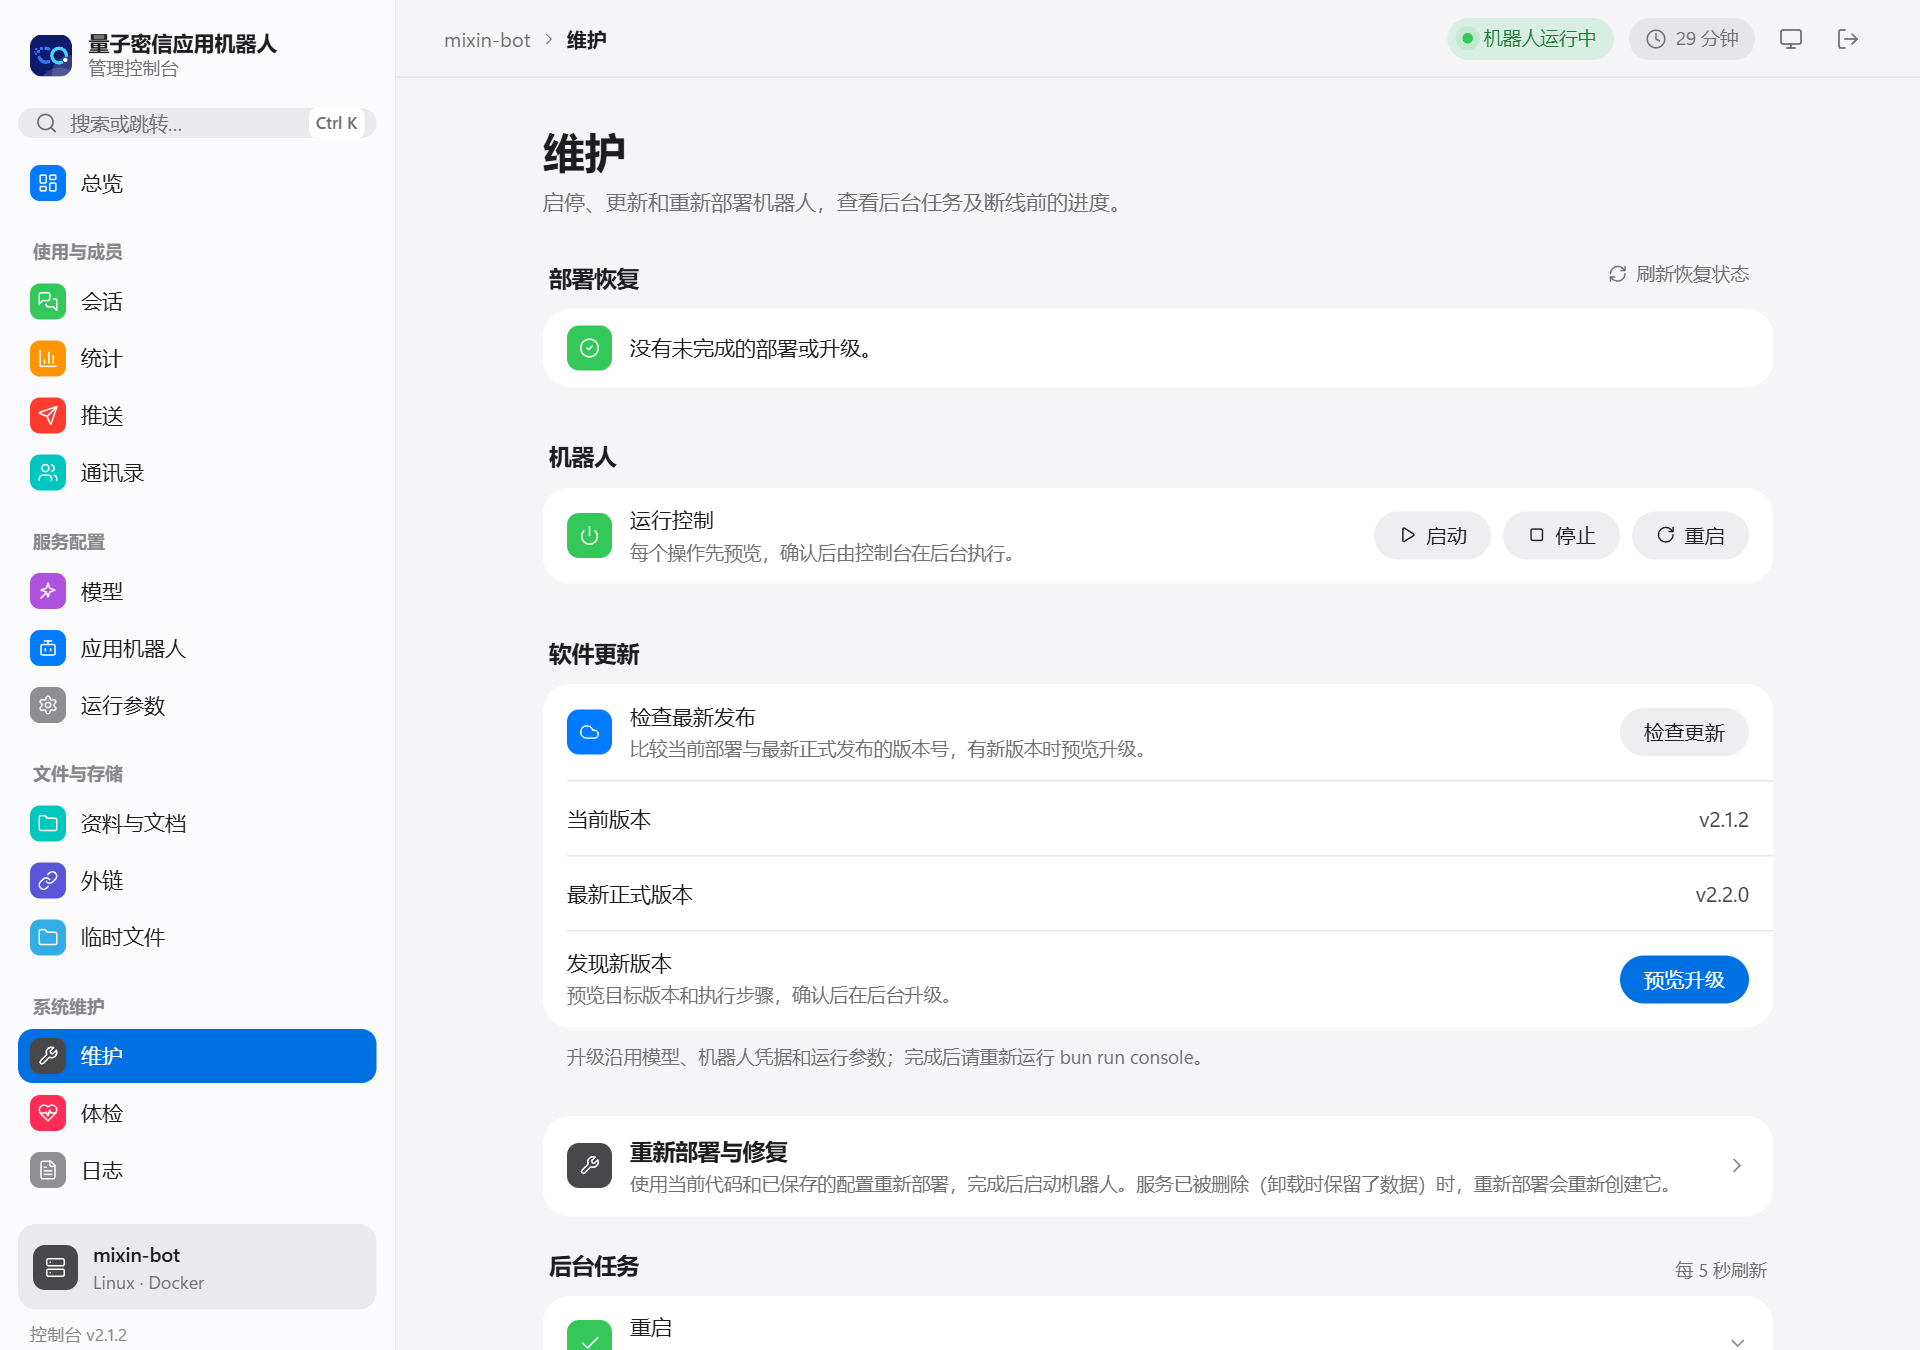 量子密信应用机器人
管理控制台
搜索或跳转... Ctrl K
总览
使用与成员
会话
统计
推送
通讯录
服务配置
模型
应用机器人
运行参数
文件与存储
资料与文档
外链
临时文件
系统维护
维护
体检
日志
mixin-bot
Linux · Docker
控制台 v2.1.2
mixin-bot > 维护
机器人运行中
29 分钟
维护
启停、更新和重新部署机器人，查看后台任务及断线前的进度。
部署恢复
刷新恢复状态
没有未完成的部署或升级。
机器人
运行控制
每个操作先预览，确认后由控制台在后台执行。
启动
停止
重启
软件更新
检查最新发布
比较当前部署与最新正式发布的版本号，有新版本时预览升级。
检查更新
当前版本 v2.1.2
最新正式版本 v2.2.0
发现新版本
预览目标版本和执行步骤，确认后在后台升级。
预览升级
升级沿用模型、机器人凭据和运行参数；完成后请重新运行 bun run console。
重新部署与修复
使用当前代码和已保存的配置重新部署，完成后启动机器人。服务已被删除（卸载时保留了数据）时，重新部署会重新创建它。
后台任务
每 5 秒刷新
重启